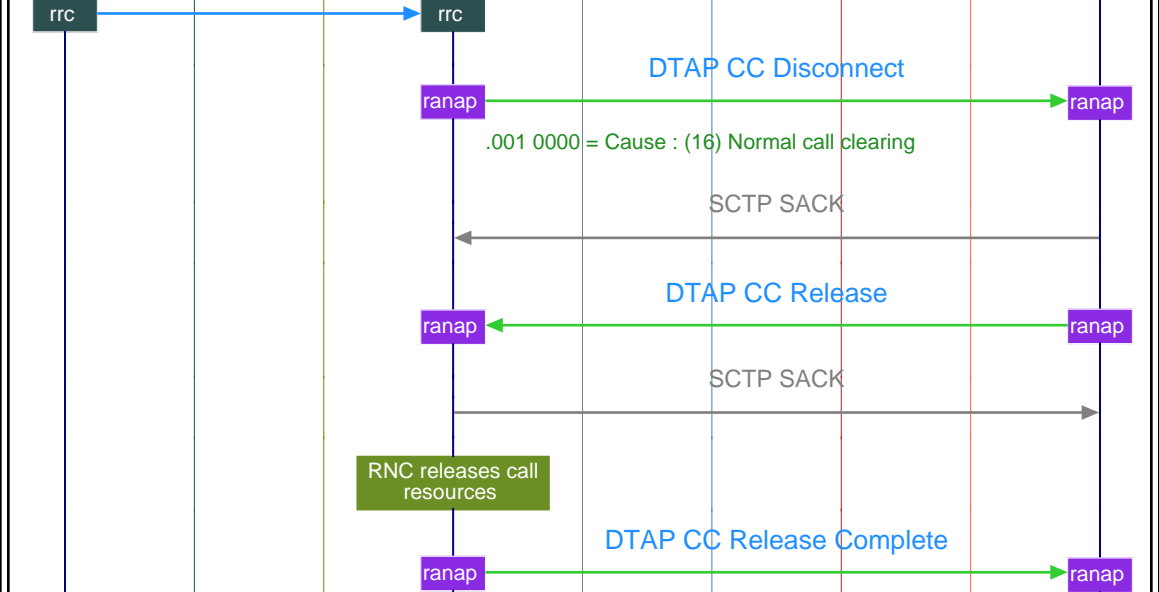 rrc rrc
DTAP CC Disconnect
ranap ranap
.001 0000 = Cause : (16) Normal call clearing
SCTP SACK
DTAP CC Release
ranap ranap
SCTP SACK
RNC releases call
resources
DTAP CC Release Complete
ranap ranap